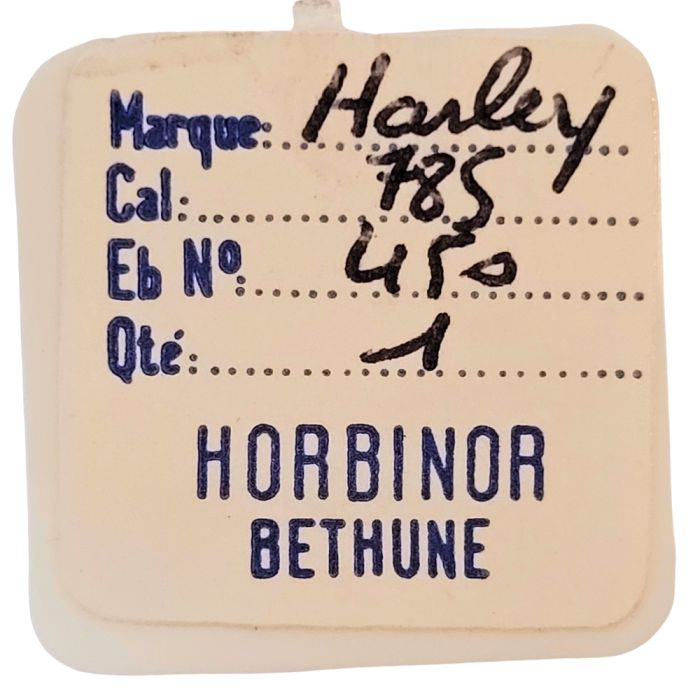 Marque: Harley
Cal: 785
Eb Nº: 450
Qté: 1
HORBINOR
BETHUNE